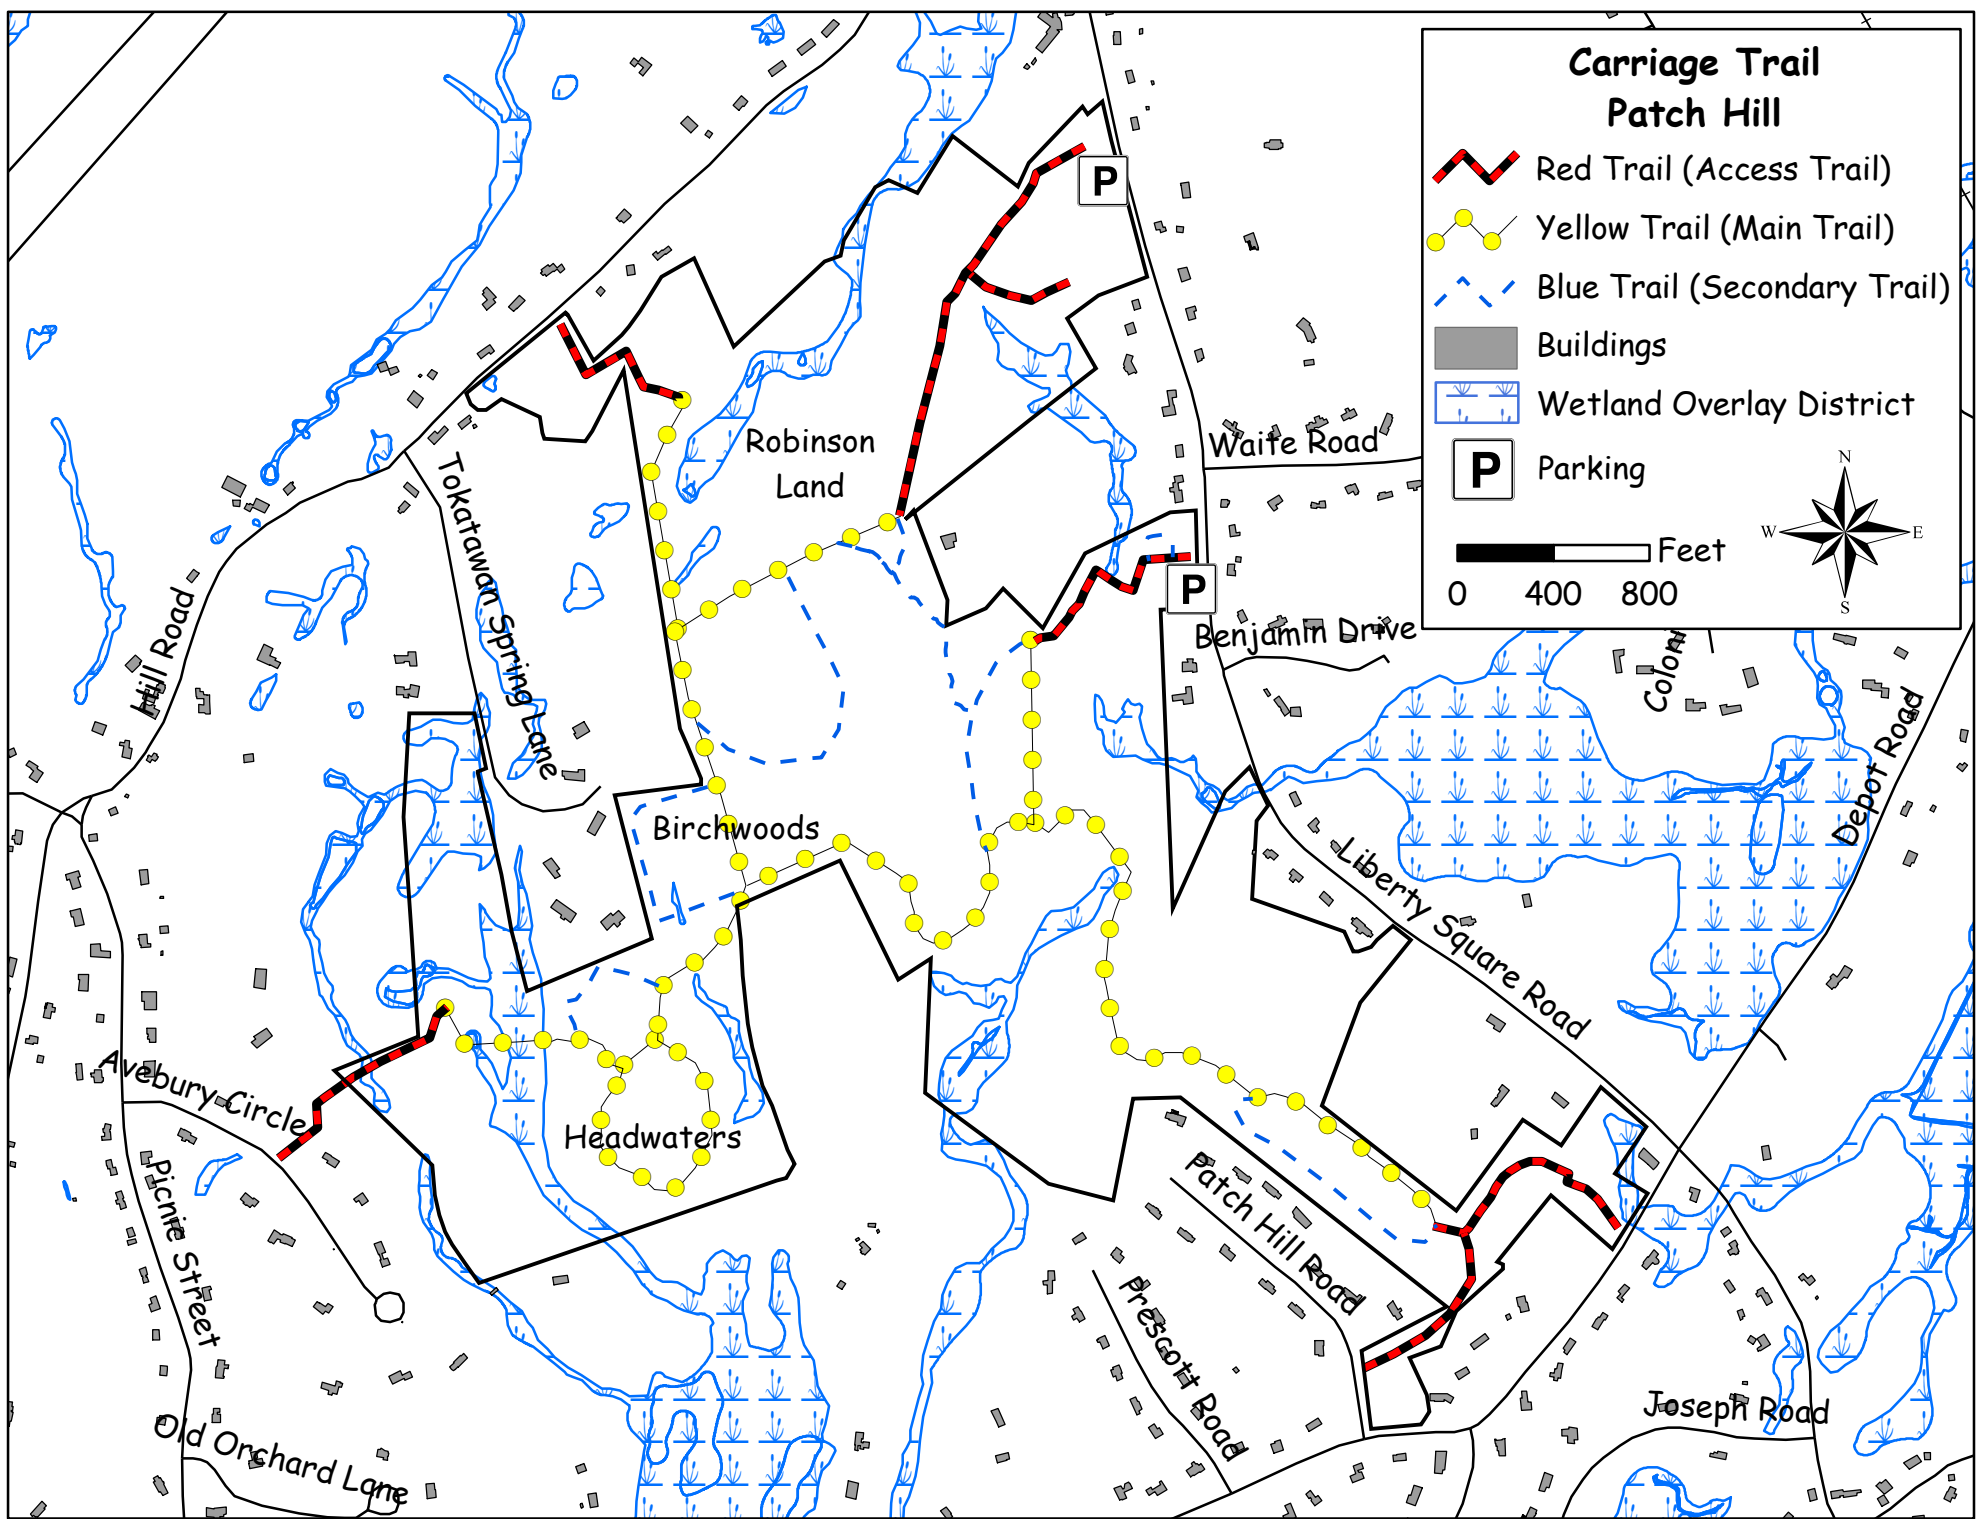 Carriage Trail
Patch Hill
Red Trail (Access Trail)
Yellow Trail (Main Trail)
Blue Trail (Secondary Trail)
Buildings
Wetland Overlay District
P
Parking
N
W
E
S
Feet
0
400
800
P
Robinson
Land
Waite Road
Tokatawan Spring Lane
P
Hill Road
Benjamin Drive
Colon
Depot Road
Birchwoods
Liberty Square Road
Avebury Circle
Headwaters
Picnic Street
Patch Hill Road
Prescott Road
Joseph Road
Old Orchard Lane